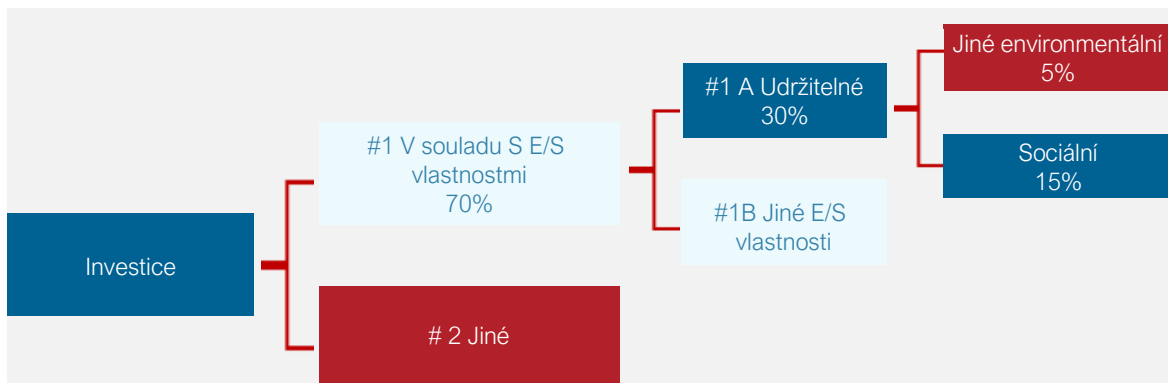 Jiné environmentální
5%
#1 A Udržitelné
30%
#1 V souladu S E/S
vlastnostmi
70%
Sociální
15%
#1B Jiné E/S
vlastnosti
Investice
# 2 Jiné